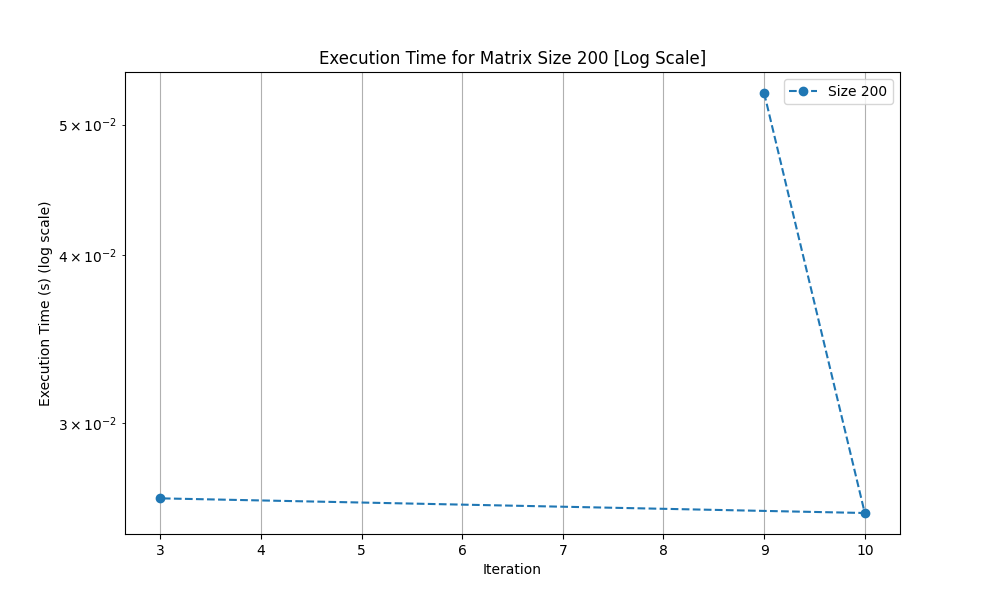 Execution Time for Matrix Size 200 [Log Scale]
Size 200
Execution Time (s) (log scale)
5 × 10⁻²
4 × 10⁻²
3 × 10⁻²
3 4 5 6 7 8 9 10
Iteration